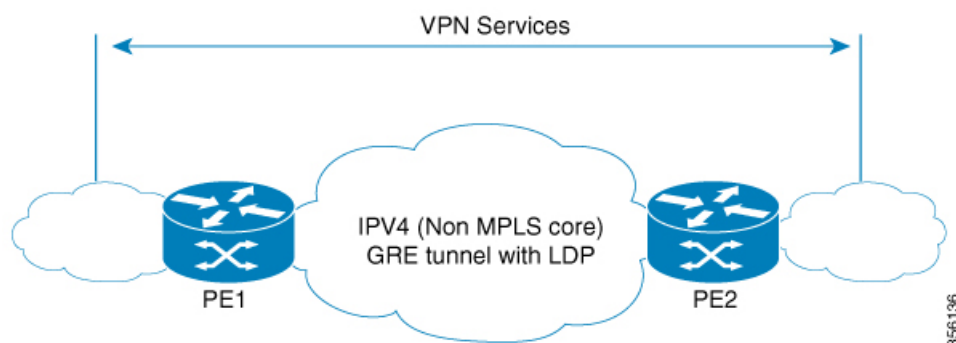 VPN Services
IPV4 (Non MPLS core)
GRE tunnel with LDP
PE1
PE2
356136